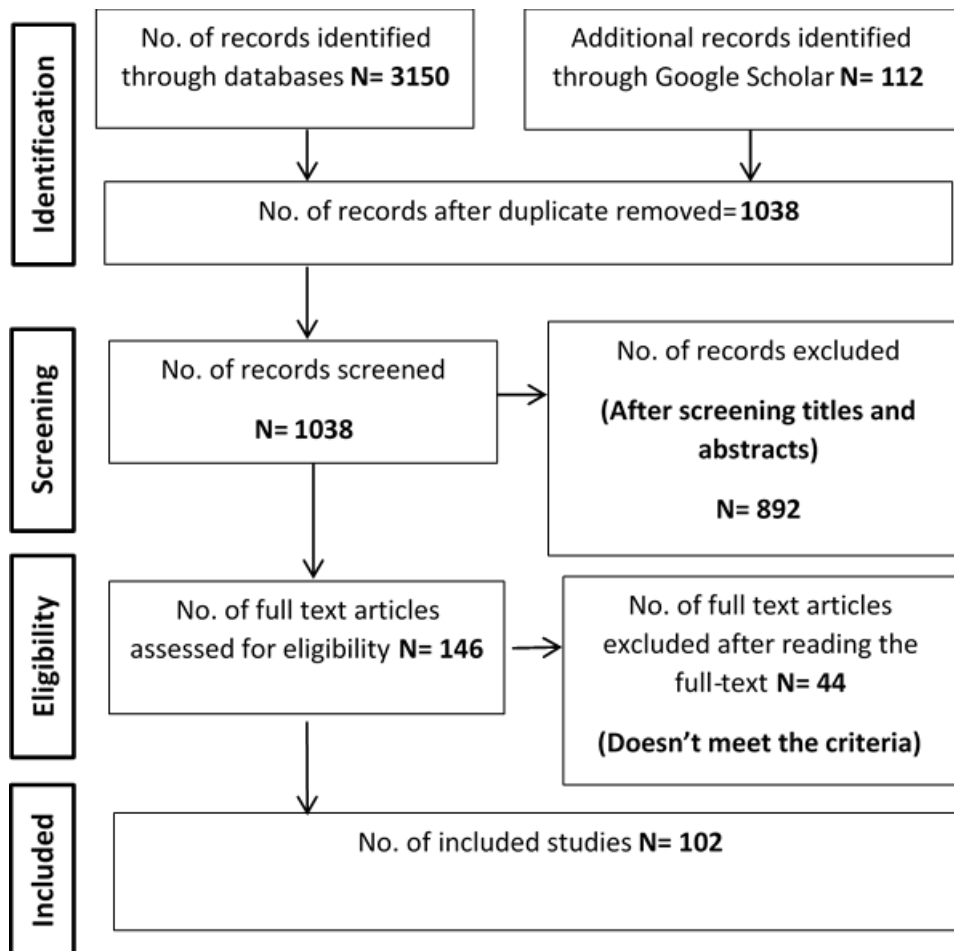 Identification
No. of records identified
through databases N= 3150
Additional records identified
through Google Scholar N= 112
No. of records after duplicate removed= 1038
Screening
No. of records screened
N= 1038
No. of records excluded
(After screening titles and
abstracts)
N= 892
Eligibility
No. of full text articles
assessed for eligibility N= 146
No. of full text articles
excluded after reading the
full-text N= 44
(Doesn’t meet the criteria)
Included
No. of included studies N= 102